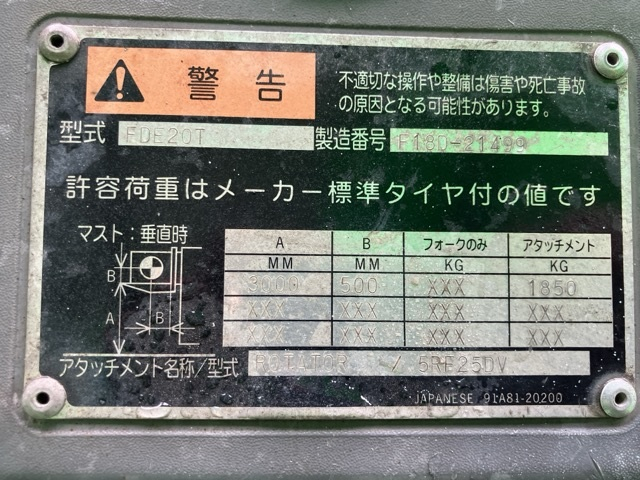 警告
不適切な操作や整備は傷害や死亡事故
の原因となる可能性があります。
型式 FDE20T 製造番号 F18D-21499
許容荷重はメーカー標準タイヤ付の値です
マスト：垂直時
A B フォークのみ アタッチメント
MM MM KG KG
3000 500 XXX 1850
XXX XXX XXX XXX
XXX XXX XXX XXX
B
A B
アタッチメント名称/型式 ROTATOR / 5RF25DV
JAPANESE 91A81-20200